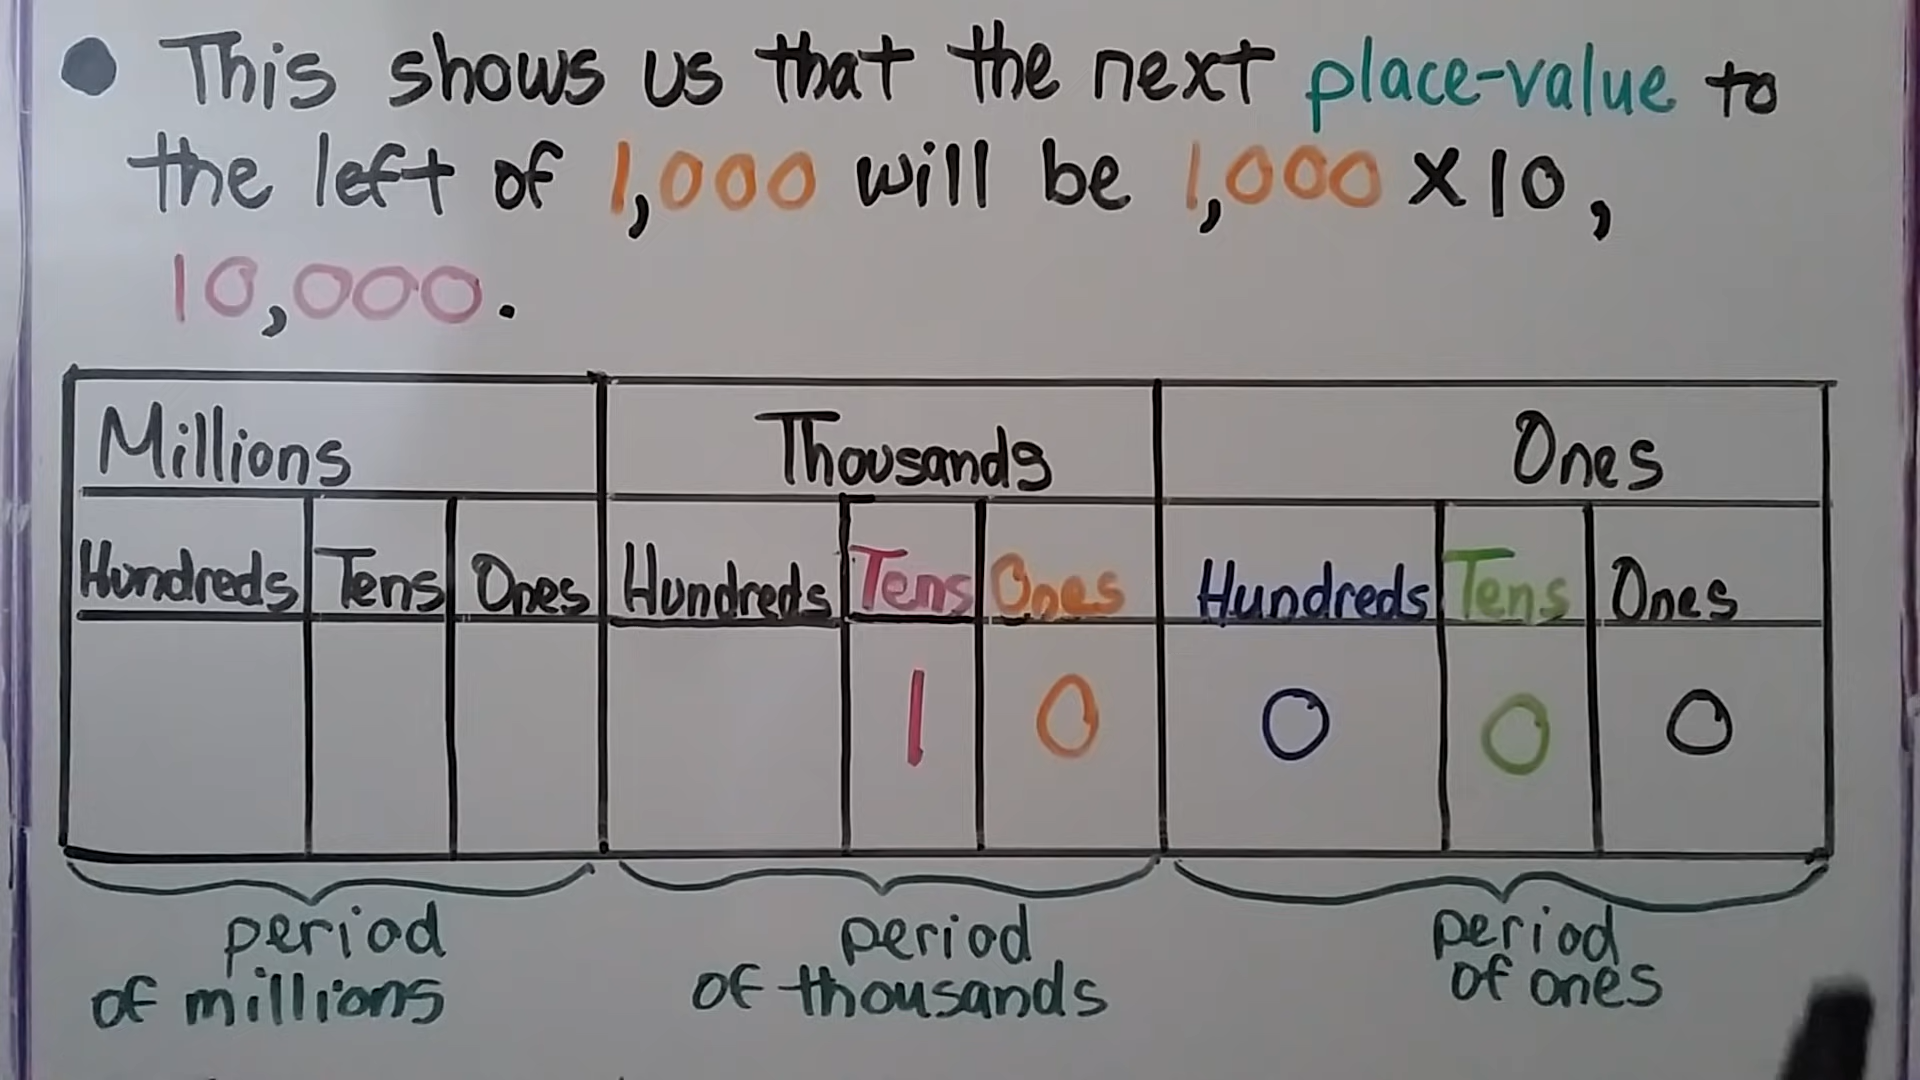 This shows us that the next place-value to
the left of 1,000 will be 1,000 x 10,
10,000.
Millions Thousands Ones
Hundreds Tens Ones Hundreds Tens Ones Hundreds Tens Ones
1 0 0 0 0
period period period
of millions of thousands of ones